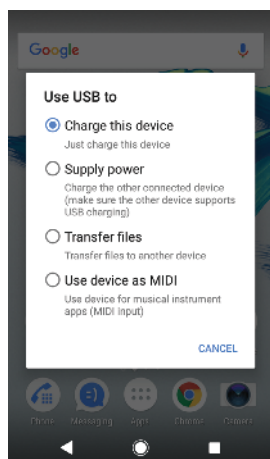 Google
Use USB to
Charge this device
Just charge this device
Supply power
Charge the other connected device
(make sure the other device supports
USB charging)
Transfer files
Transfer files to another device
Use device as MIDI
Use device for musical instrument
apps (MIDI input)
CANCEL
Phone Messaging Apps Chrome Camera